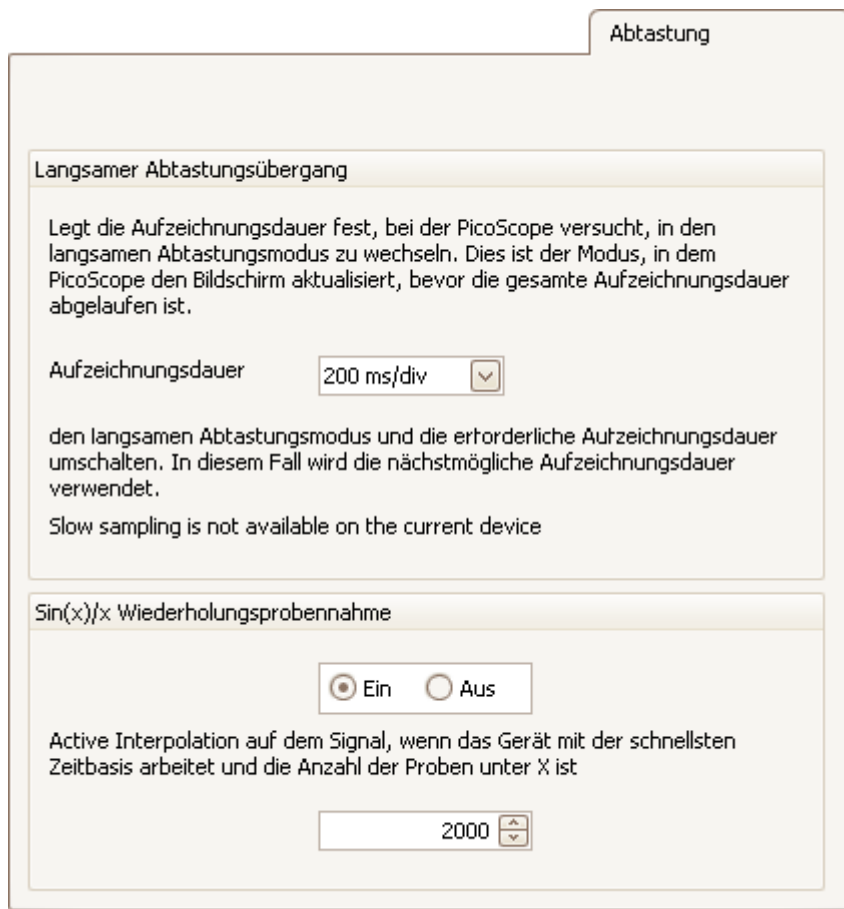 Abtastung
Langsamer Abtastungsübergang
Legt die Aufzeichnungsdauer fest, bei der PicoScope versucht, in den
langsamen Abtastungsmodus zu wechseln. Dies ist der Modus, in dem
PicoScope den Bildschirm aktualisiert, bevor die gesamte Aufzeichnungsdauer
abgelaufen ist.
Aufzeichnungsdauer 200 ms/div
den langsamen Abtastungsmodus und die erforderliche Aufzeichnungsdauer
umschalten. In diesem Fall wird die nächstmögliche Aufzeichnungsdauer
verwendet.
Slow sampling is not available on the current device
Sin(x)/x Wiederholungsprobennahme
Ein Aus
Active Interpolation auf dem Signal, wenn das Gerät mit der schnellsten
Zeitbasis arbeitet und die Anzahl der Proben unter X ist
2000